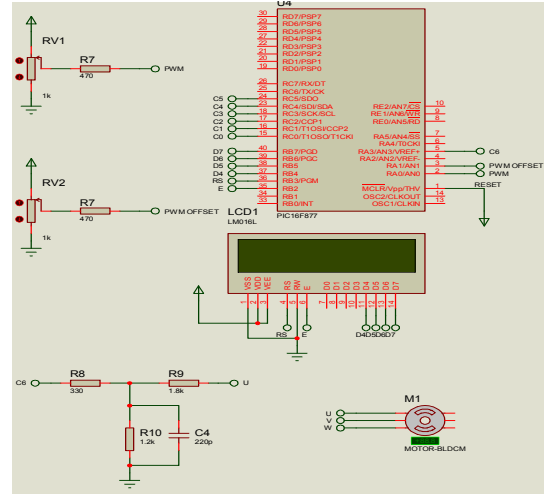 U4
RV1
1k
R7
470
PWM
RV2
1k
R7
470
PWM OFFSET
30 RD7/PSP7
29 RD6/PSP6
28 RD5/PSP5
27 RD4/PSP4
22 RD3/PSP3
21 RD2/PSP2
20 RD1/PSP1
19 RD0/PSP0
26 RC7/RX/DT
25 RC6/TX/CK
C5 24 RC5/SDO
C4 23 RC4/SDI/SDA
C3 18 RC3/SCK/SCL
C2 17 RC2/CCP1
C1 16 RC1/T1OSI/CCP2
C0 15 RC0/T1OSO/T1CKI
D7 40 RB7/PGD
D6 39 RB6/PGC
D5 38 RB5
D4 37 RB4
RS 36 RB3/PGM
E 35 RB2
34 RB1
33 RB0/INT
RE2/AN7/CS 10
RE1/AN6/WR 9
RE0/AN5/RD 8
RA5/AN4/SS 7
RA4/T0CKI 6
RA3/AN3/VREF+ 5 C6
RA2/AN2/VREF- 4
RA1/AN1 3 PWM OFFSET
RA0/AN0 2 PWM
MCLR/Vpp/THV 1 RESET
OSC2/CLKOUT 14
OSC1/CLKIN 13
PIC16F877
LCD1
LM016L
VSS VDD VEE RS RW E D0 D1 D2 D3 D4 D5 D6 D7
1 2 3 4 5 6 7 8 9 10 11 12 13 14
RS E D4D5D6D7
C6
R8
330
R9
1.8k
U
R10
1.2k
C4
220p
M1
U
V
W
MOTOR-BLDCM